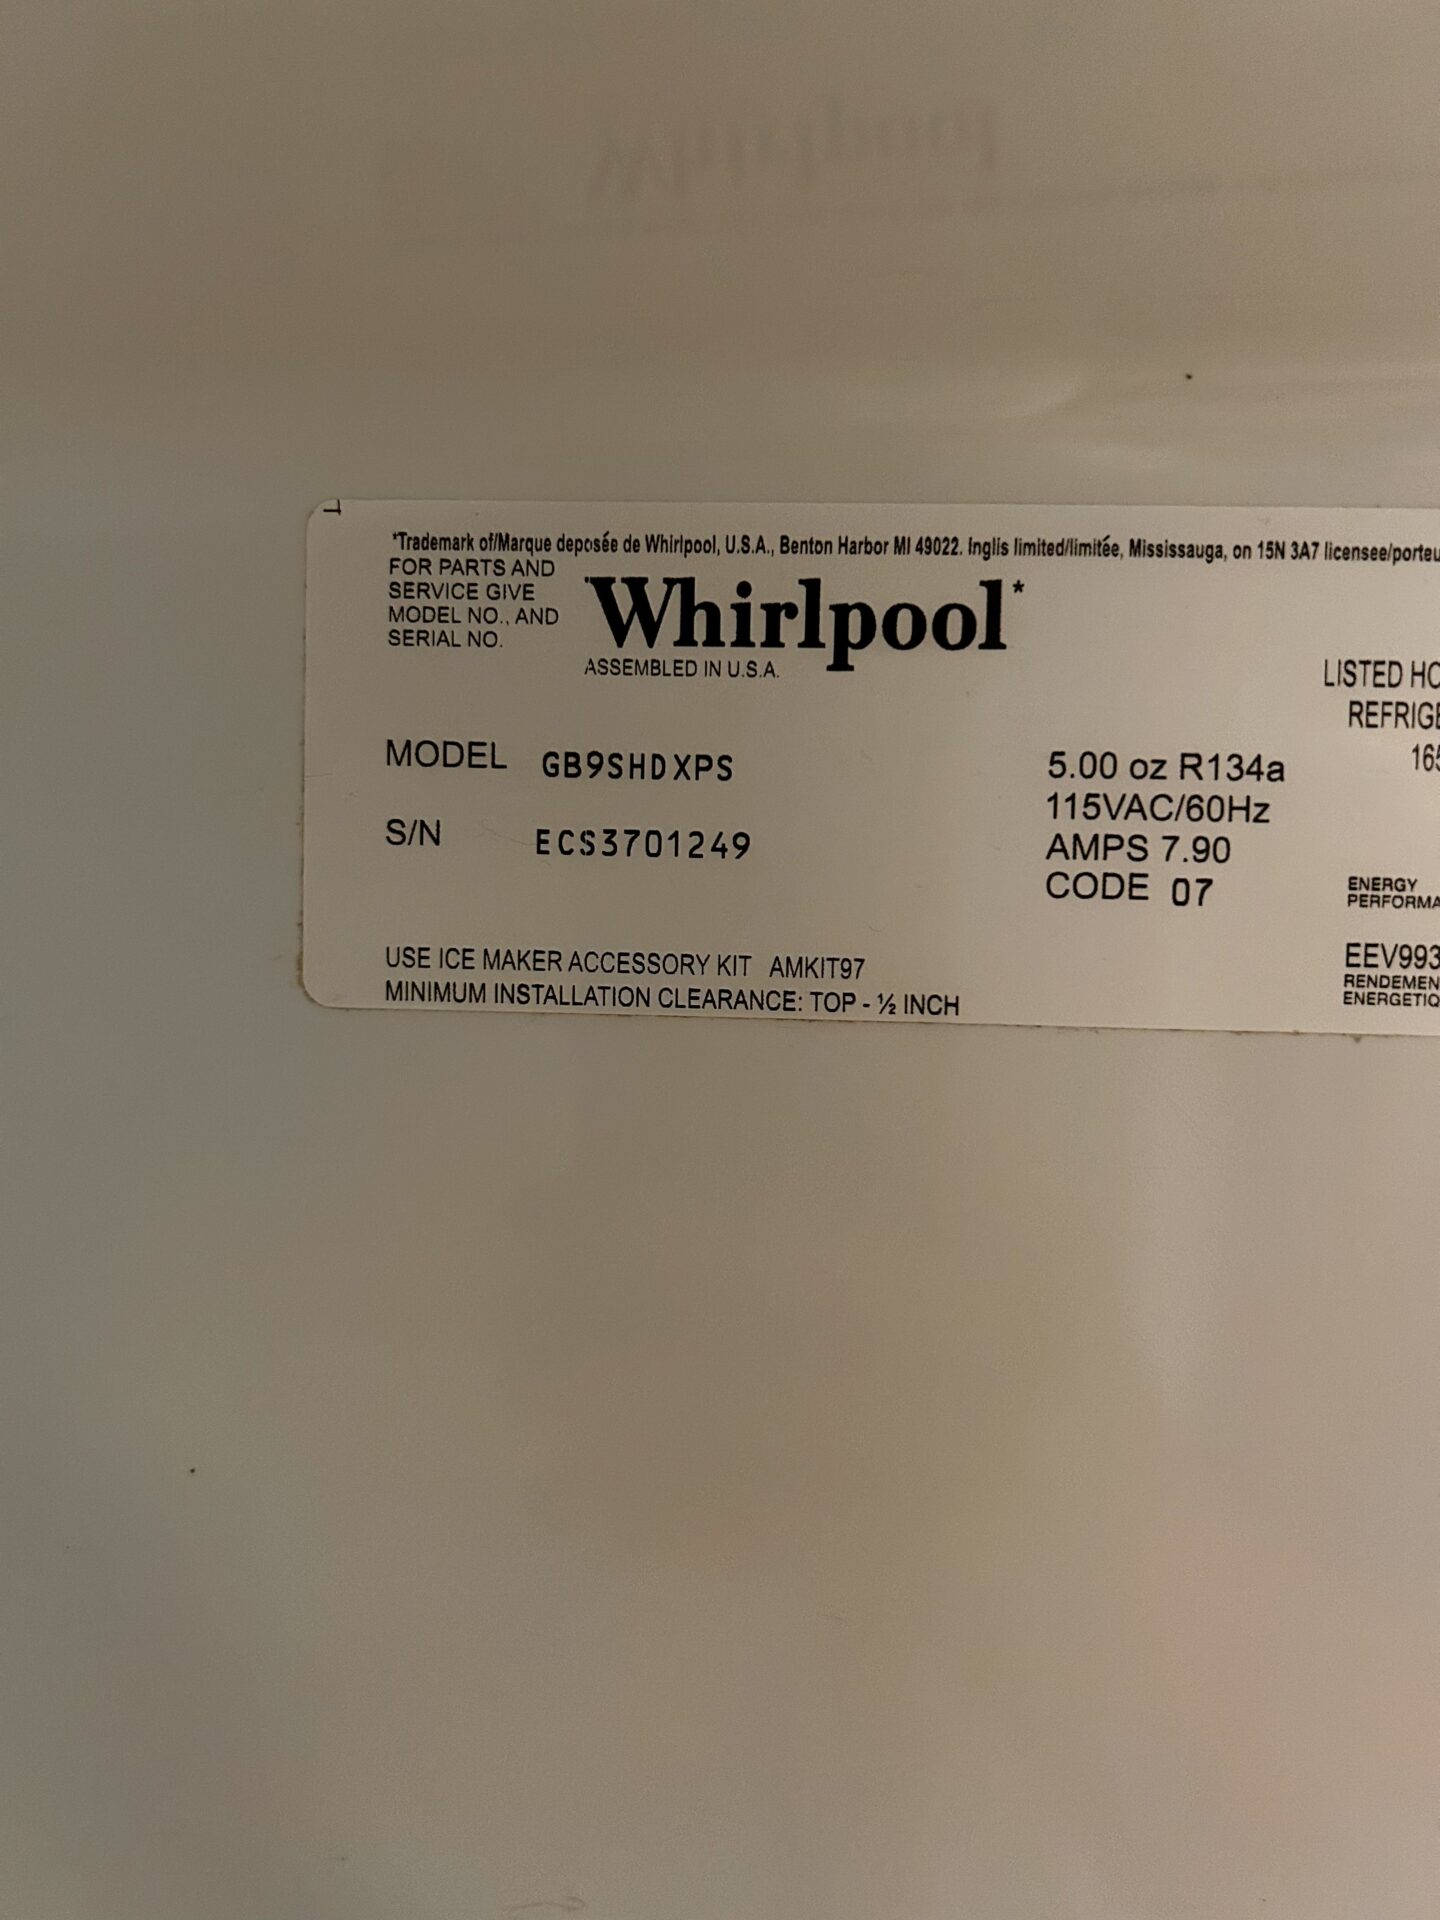 *Trademark of/Marque deposée de Whirlpool, U.S.A., Benton Harbor MI 49022. Inglis limited/limitée, Mississauga, on 15N 3A7 licensee/porteu
FOR PARTS AND
SERVICE GIVE
MODEL NO., AND
SERIAL NO.
Whirlpool*
ASSEMBLED IN U.S.A.
LISTED HO
REFRIGE
165
MODEL GB9SHDXPS
S/N ECS3701249
5.00 oz R134a
115VAC/60Hz
AMPS 7.90
CODE 07
ENERGY
PERFORMA
EEV993
RENDEMEN
ENERGETIQ
USE ICE MAKER ACCESSORY KIT AMKIT97
MINIMUM INSTALLATION CLEARANCE: TOP - ½ INCH